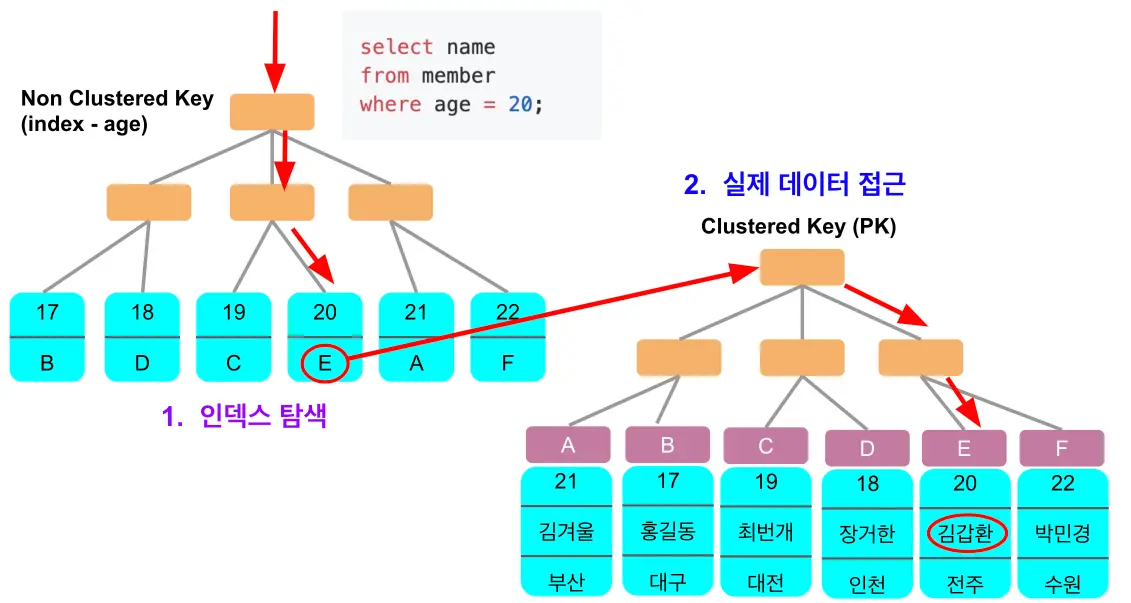 select name
from member
where age = 20;
Non Clustered Key
(index - age)
17 18 19 20 21 22
B D C E A F
1. 인덱스 탐색
2. 실제 데이터 접근
Clustered Key (PK)
A B C D E F
21 17 19 18 20 22
김겨울 홍길동 최번개 장거한 김갑환 박민경
부산 대구 대전 인천 전주 수원